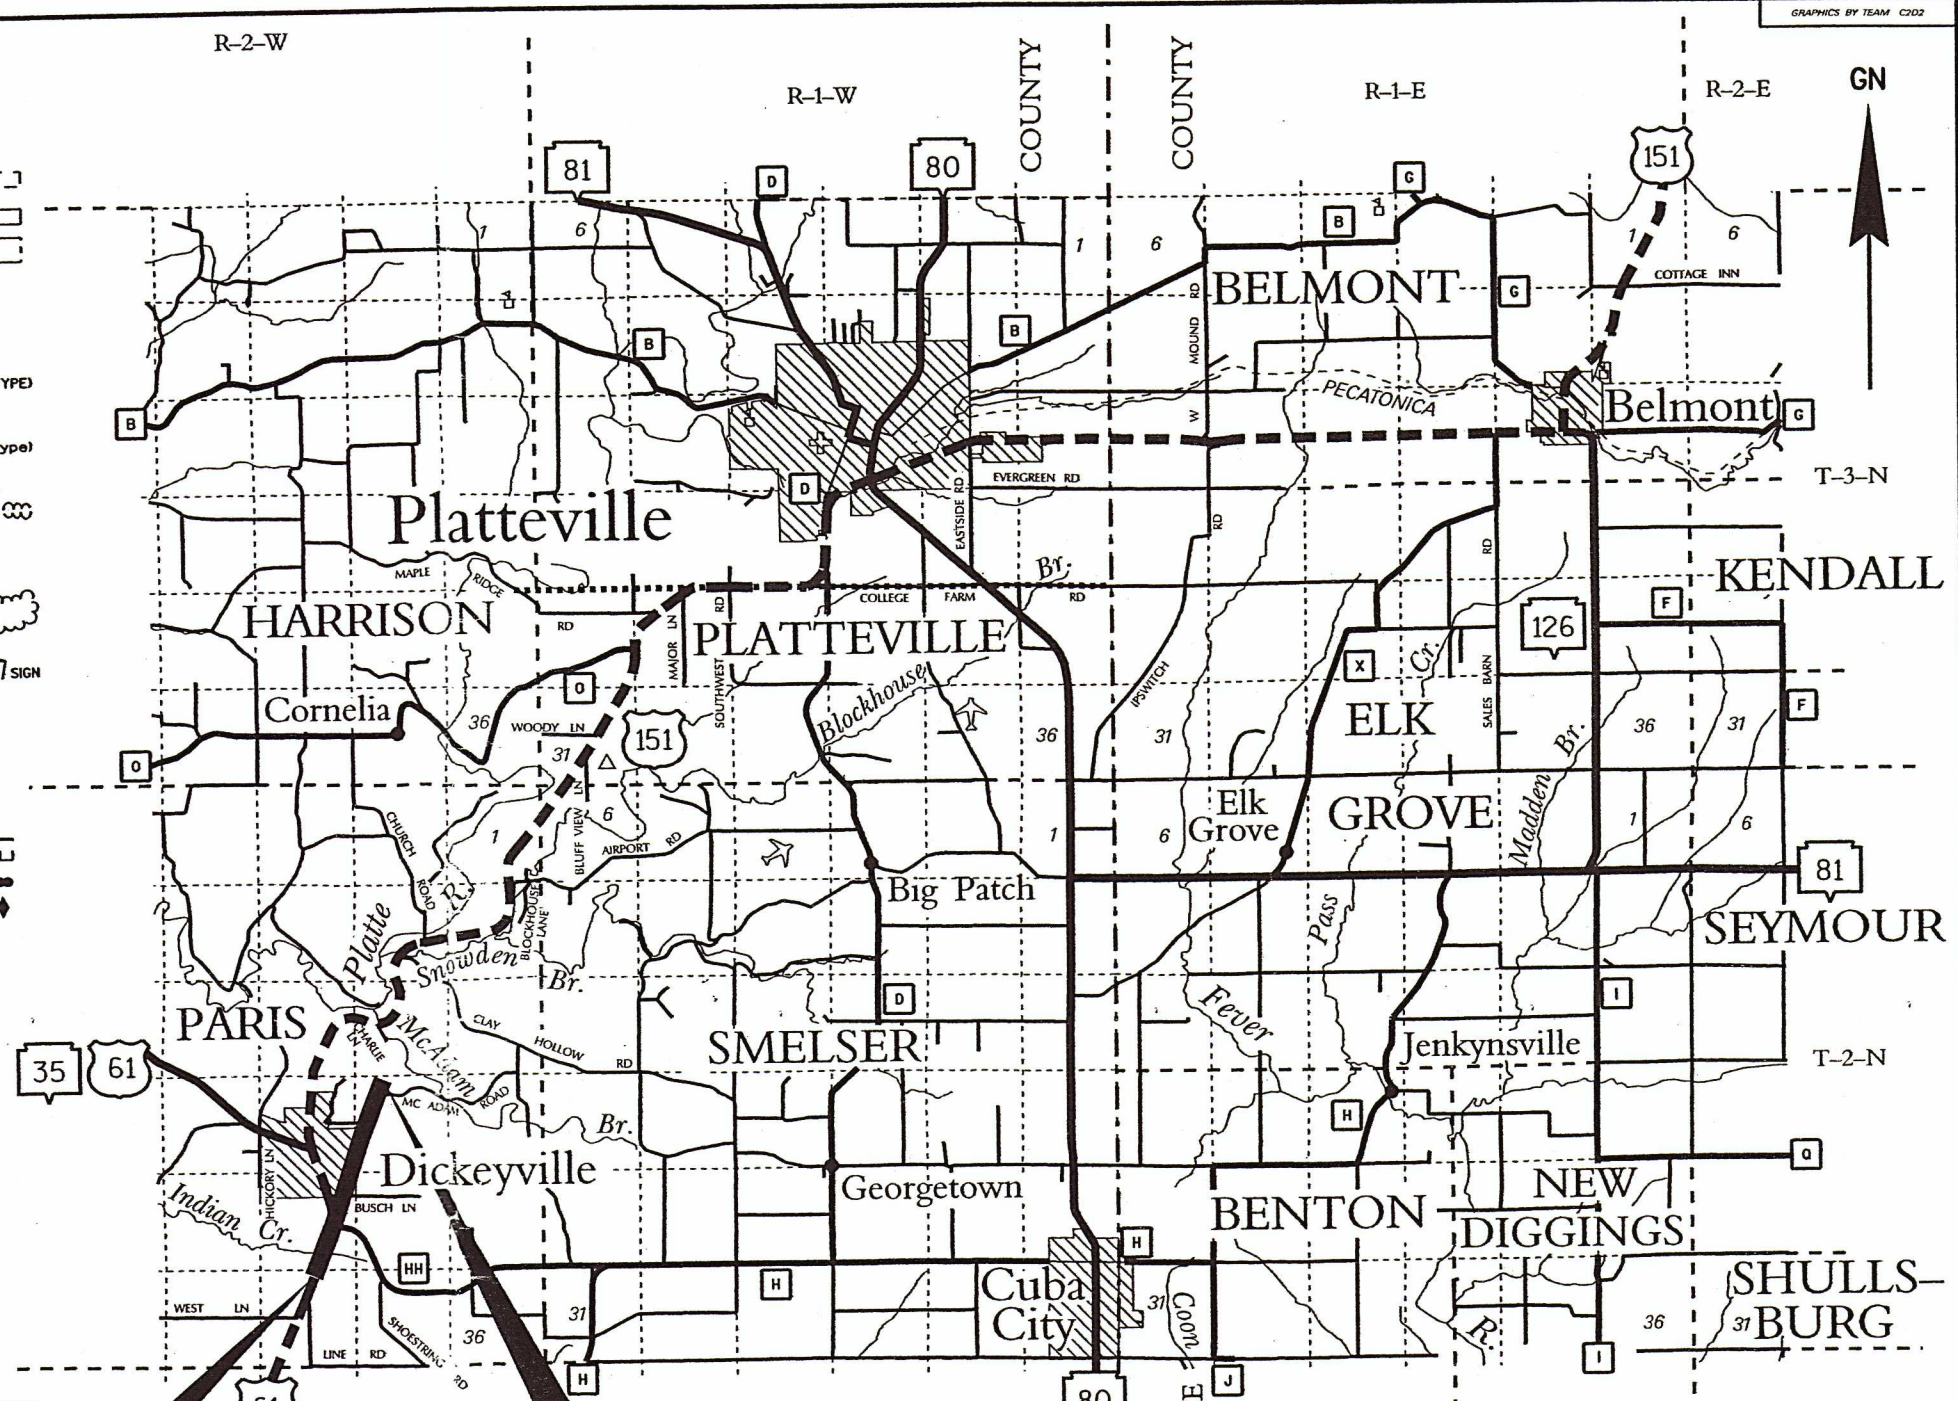 GRAPHICS BY TEAM C2D2
R-2-W
R-1-W
COUNTY
COUNTY
R-1-E
R-2-E
GN
81
D
80
G
B
151
1
6
1
6
1
6
COTTAGE INN
BELMONT
G
RD
MOUND
W
B
B
YPE)
B
PECATONICA
Belmont
G
ype)
D
EVERGREEN RD
T-3-N
Platteville
EASTSIDE RD
RD
RD
Br.
MAPLE
RIDGE
RD
COLLEGE FARM RD
KENDALL
HARRISON
F
126
PLATTEVILLE
MAJOR LN
RD
SOUTHWEST
SIGN
X
Cr.
SALES BARN
O
IPSWITCH
Blockhouse
Cornelia
36
WOODY LN
31
151
36
31
ELK
36
31
F
O
Madden Br.
BLUFF VIEW LN
Elk
Grove
GROVE
CHURCH
ROAD
1
6
AIRPORT RD
1
6
1
6
81
Big Patch
R.
Platte
BLOCKHOUSE
LANE
Snowden
Br.
Pass
SEYMOUR
D
I
PARIS
CHARLIE
LN
McAdam
CLAY
HOLLOW
RD
SMELSER
Fever
Jenkynsville
T-2-N
35
61
MC ADAM ROAD
Br.
H
HICKORY LN
Dickeyville
Georgetown
Q
NEW
DIGGINGS
BENTON
Indian Cr.
BUSCH LN
HH
H
H
Cuba
City
31
Coon
SHULLS-
BURG
WEST LN
SHOESTRING
RD
36
31
LINE RD
R.
36
31
H
80
J
I
E
61